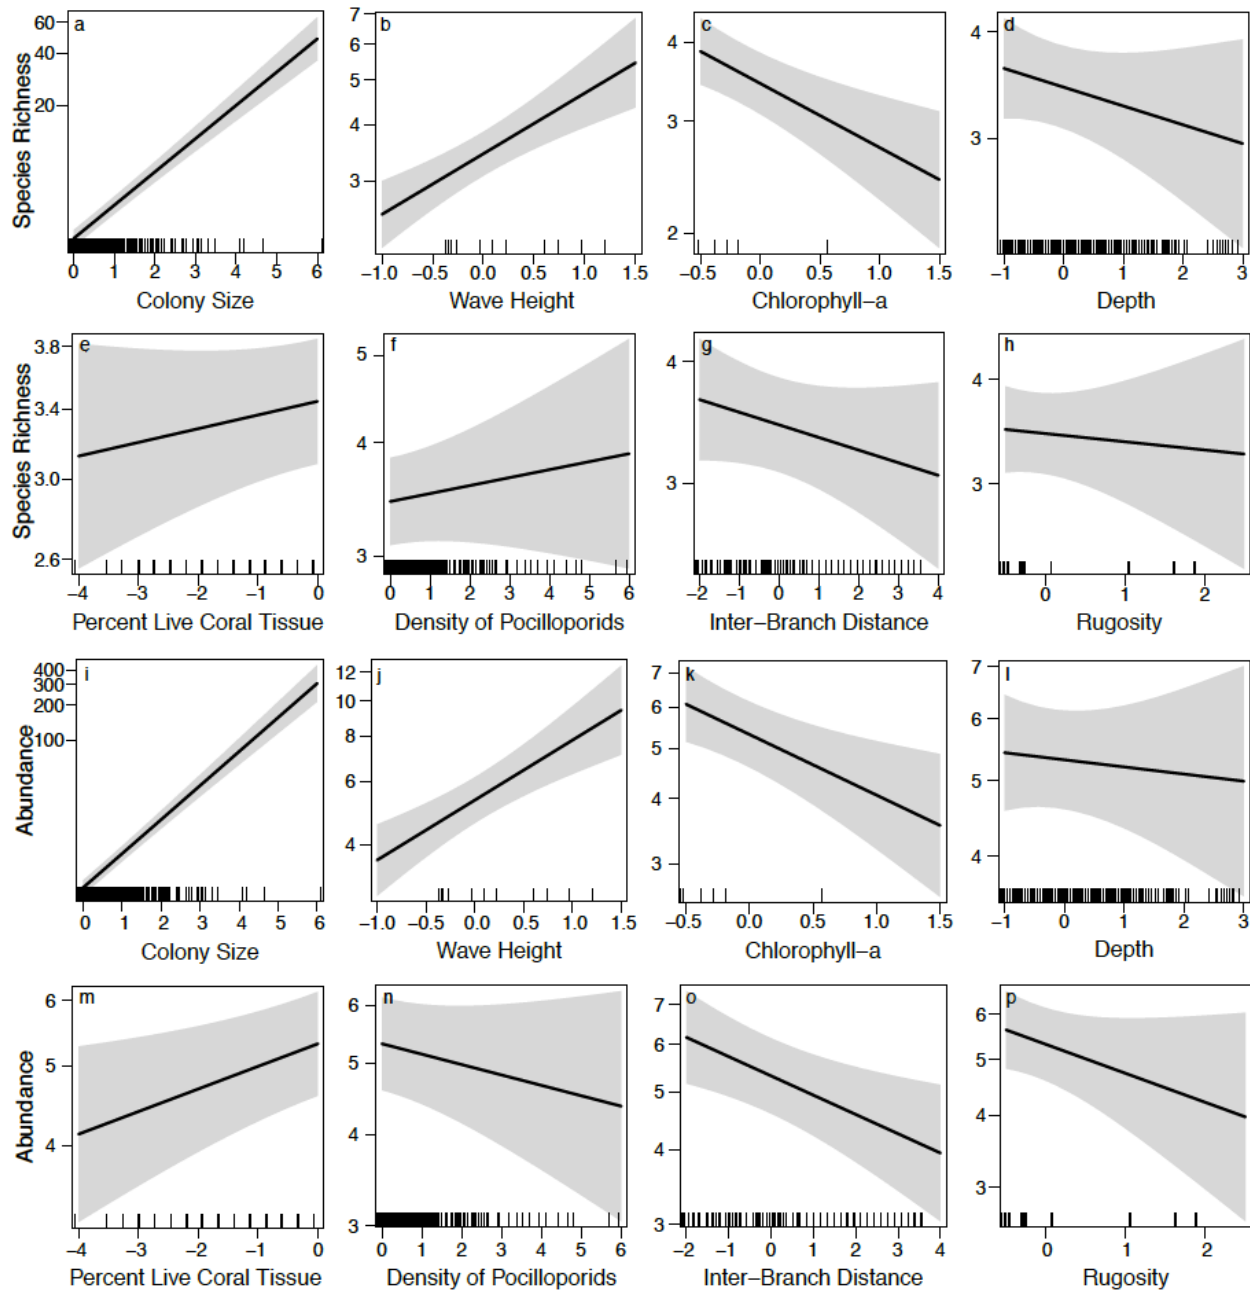 a b c d
60 7 4 4
40 6
20 5 3 3
4
3 2
Species Richness
0 1 2 3 4 5 6 −1.0 −0.5 0.0 0.5 1.0 1.5 −0.5 0.0 0.5 1.0 1.5 −1 0 1 2 3
Colony Size Wave Height Chlorophyll−a Depth
e f g h
3.8 5 4 4
3.4 4
3.0 3 3
2.6 3
Species Richness
−4 −3 −2 −1 0 0 1 2 3 4 5 6 −2 −1 0 1 2 3 4 0 1 2
Percent Live Coral Tissue Density of Pocilloporids Inter−Branch Distance Rugosity
i j k l
400 12 7 7
300 10 6 6
200 8 5 5
100 6 4 4
4 3
Abundance
0 1 2 3 4 5 6 −1.0 −0.5 0.0 0.5 1.0 1.5 −0.5 0.0 0.5 1.0 1.5 −1 0 1 2 3
Colony Size Wave Height Chlorophyll−a Depth
m n o p
6 6 7 6
5 5 6 5
4 4 5 4
3 4 3
3
Abundance
−4 −3 −2 −1 0 0 1 2 3 4 5 6 −2 −1 0 1 2 3 4 0 1 2
Percent Live Coral Tissue Density of Pocilloporids Inter−Branch Distance Rugosity